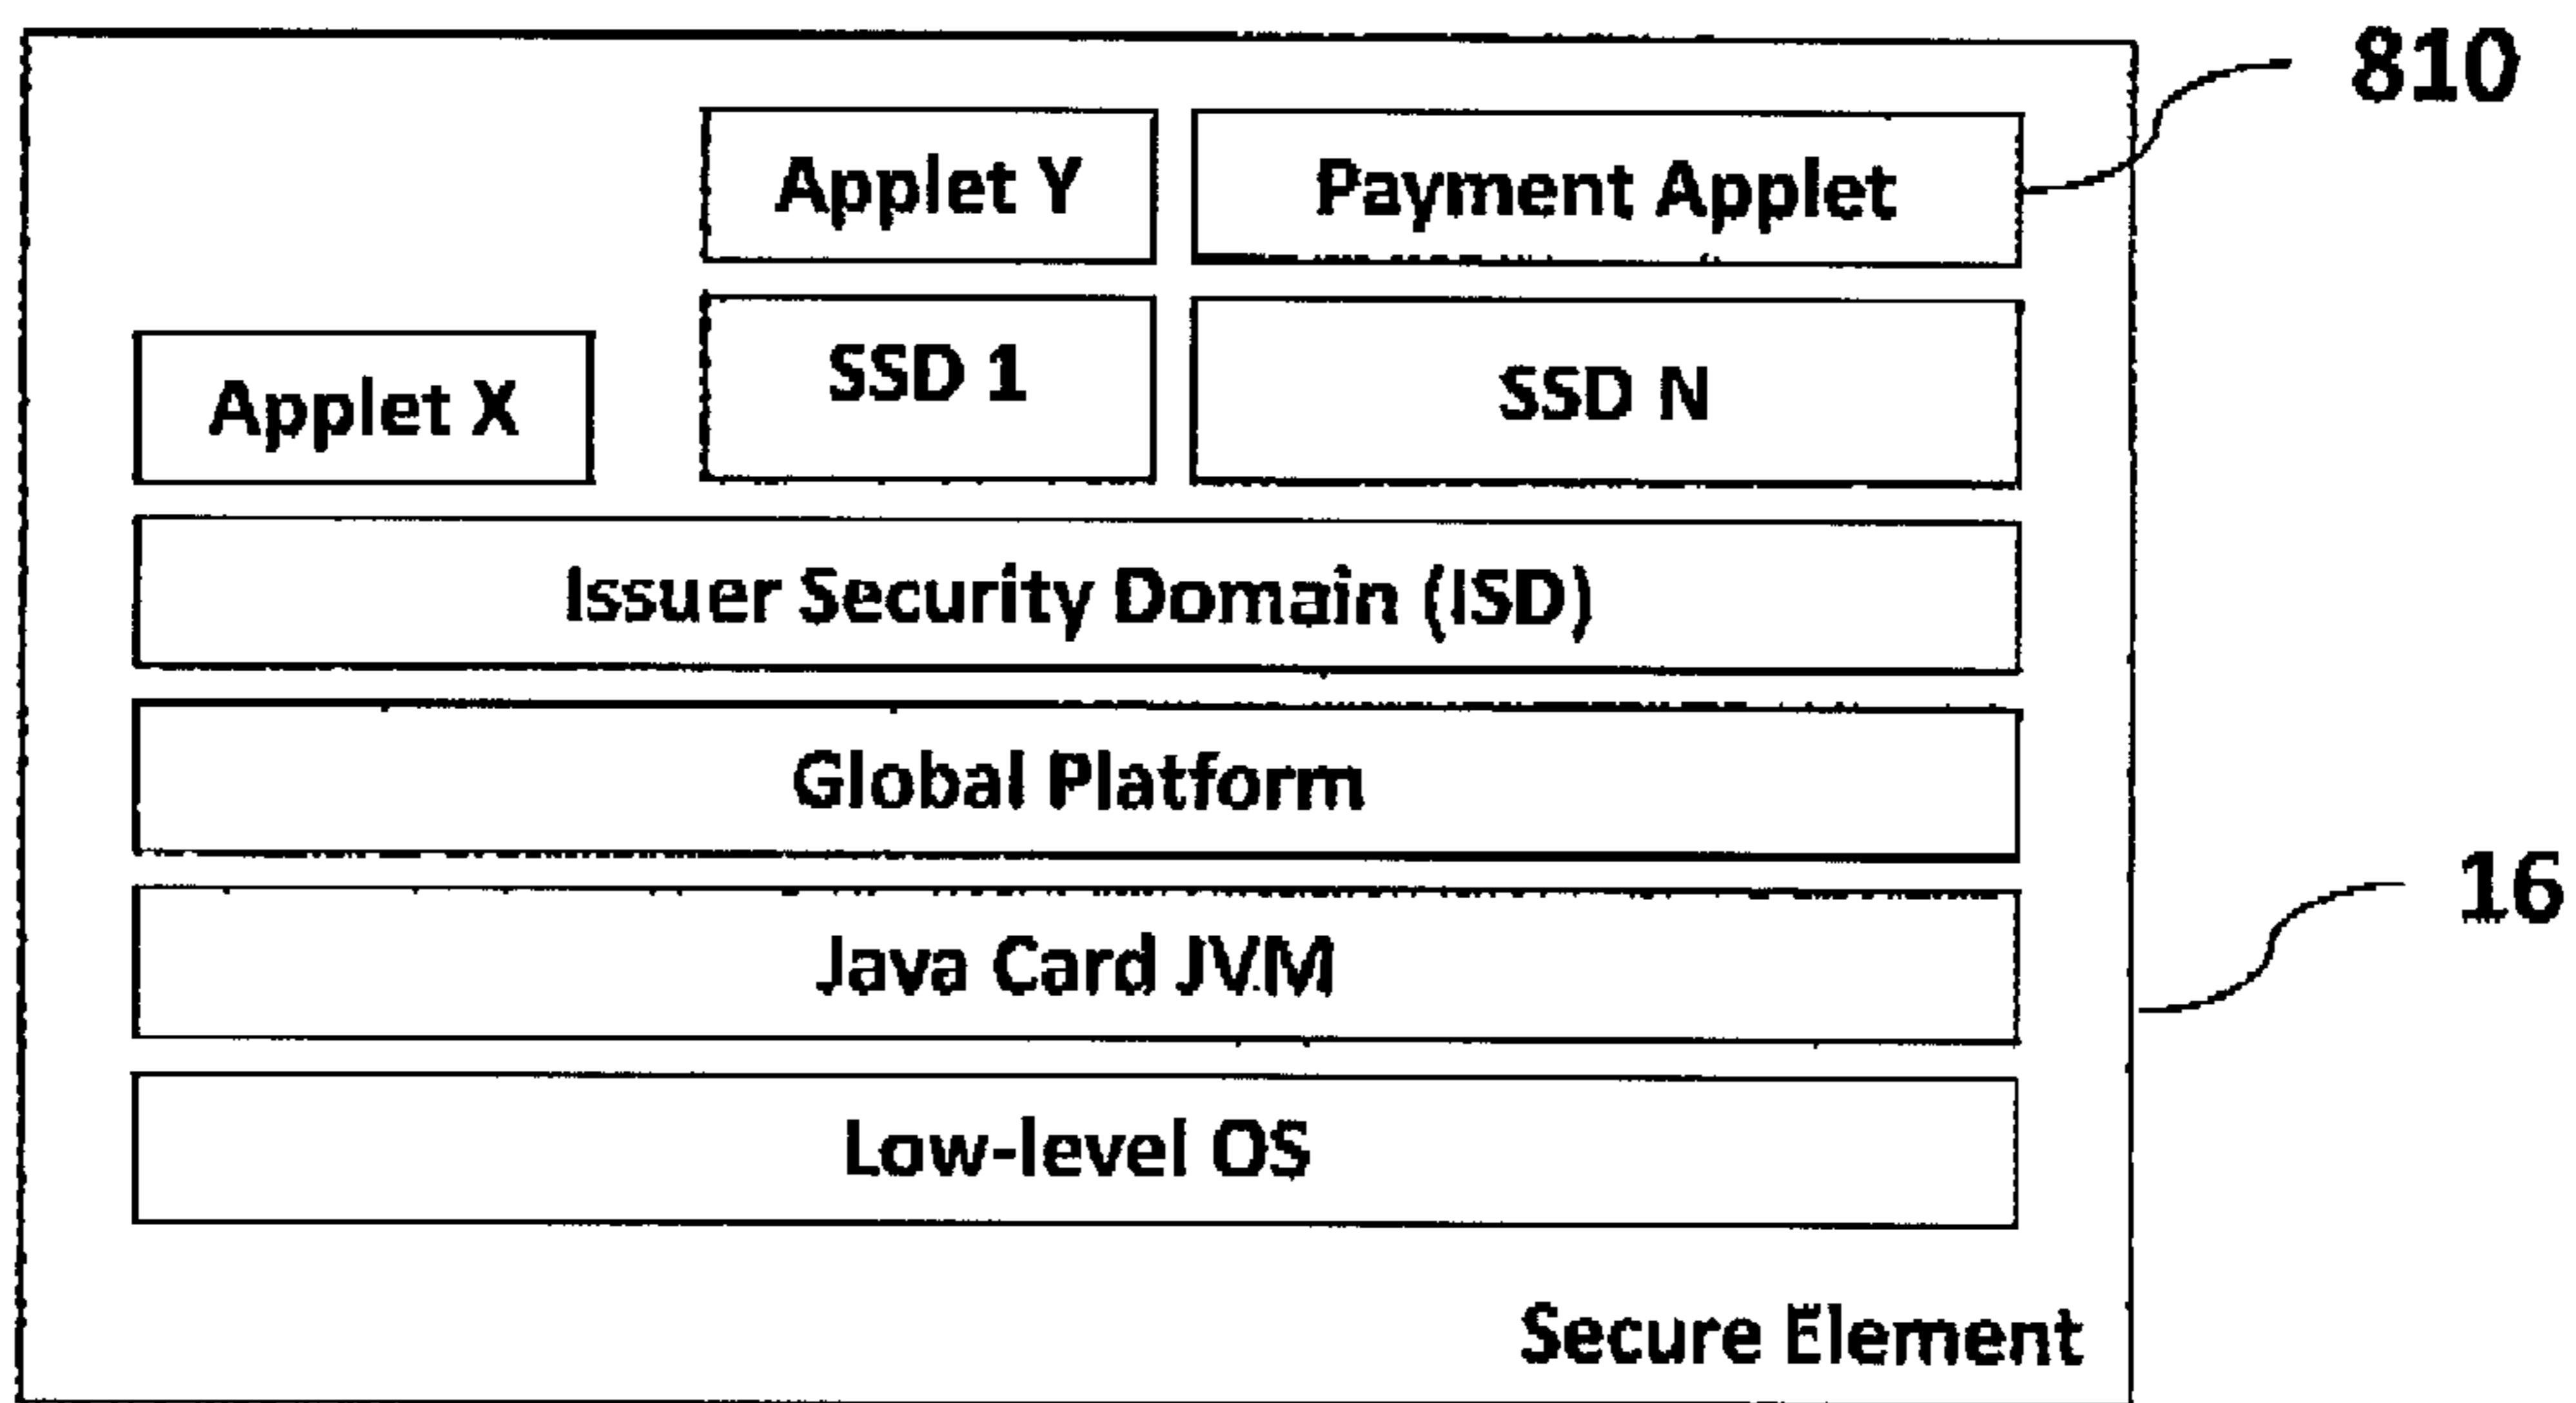 810
Applet Y
Payment Applet
SSD 1
SSD N
Applet X
Issuer Security Domain (ISD)
Global Platform
16
Java Card JVM
Low-level OS
Secure Element